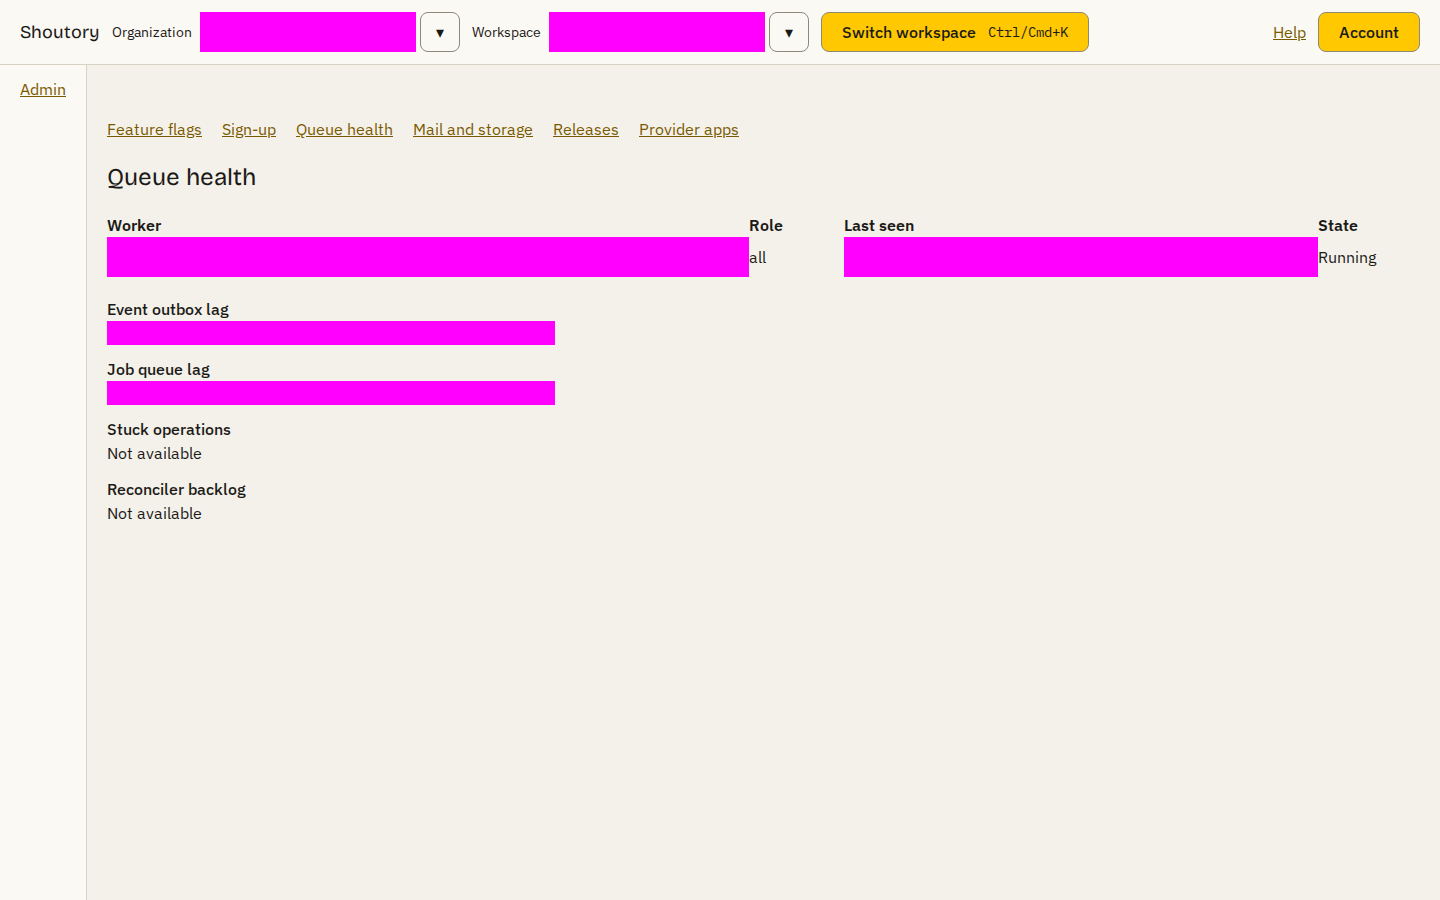 Shoutory Organization ▼ Workspace ▼ Switch workspace Ctrl/Cmd+K Help Account
Admin
Feature flags Sign-up Queue health Mail and storage Releases Provider apps
Queue health
Worker Role Last seen State
all Running
Event outbox lag
Job queue lag
Stuck operations
Not available
Reconciler backlog
Not available